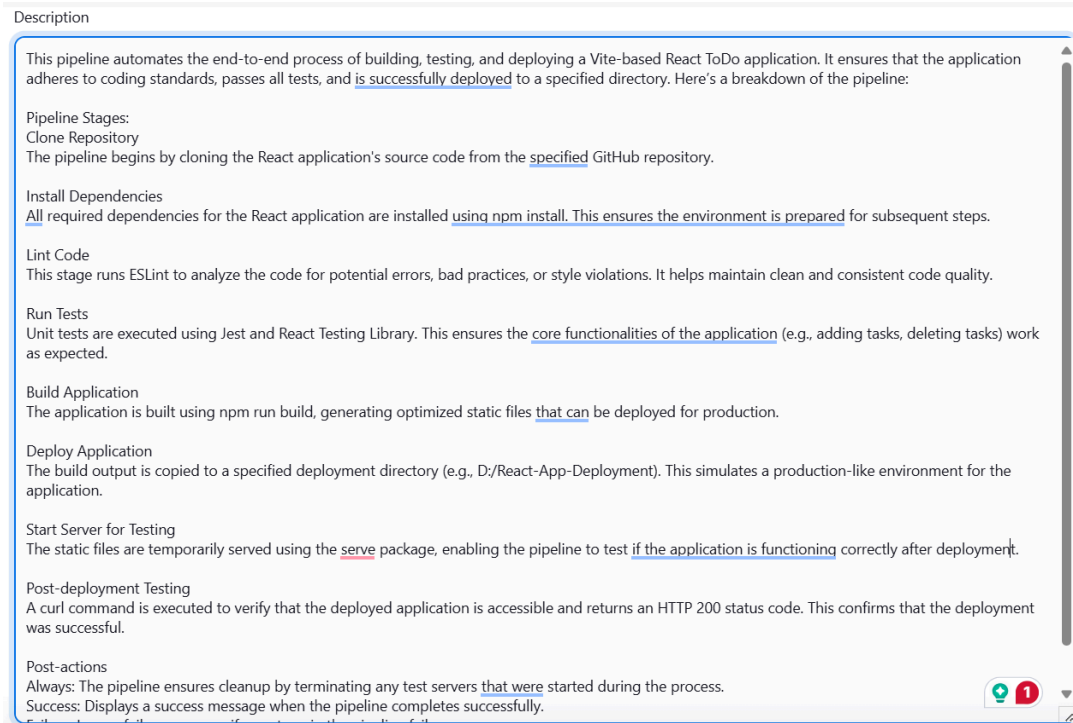 Description
This pipeline automates the end-to-end process of building, testing, and deploying a Vite-based React ToDo application. It ensures that the application
adheres to coding standards, passes all tests, and is successfully deployed to a specified directory. Here's a breakdown of the pipeline:
Pipeline Stages:
Clone Repository
The pipeline begins by cloning the React application's source code from the specified GitHub repository.
Install Dependencies
All required dependencies for the React application are installed using npm install. This ensures the environment is prepared for subsequent steps.
Lint Code
This stage runs ESLint to analyze the code for potential errors, bad practices, or style violations. It helps maintain clean and consistent code quality.
Run Tests
Unit tests are executed using Jest and React Testing Library. This ensures the core functionalities of the application (e.g., adding tasks, deleting tasks) work
as expected.
Build Application
The application is built using npm run build, generating optimized static files that can be deployed for production.
Deploy Application
The build output is copied to a specified deployment directory (e.g., D:/React-App-Deployment). This simulates a production-like environment for the
application.
Start Server for Testing
The static files are temporarily served using the serve package, enabling the pipeline to test if the application is functioning correctly after deployment.
Post-deployment Testing
A curl command is executed to verify that the deployed application is accessible and returns an HTTP 200 status code. This confirms that the deployment
was successful.
Post-actions
Always: The pipeline ensures cleanup by terminating any test servers that were started during the process.
1
Success: Displays a success message when the pipeline completes successfully.